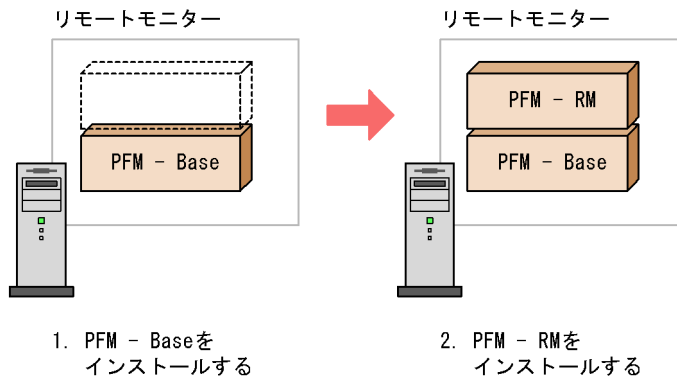 リモートモニター
PFM - Base
1. PFM - Baseを
インストールする
リモートモニター
PFM - RM
PFM - Base
2. PFM - RMを
インストールする